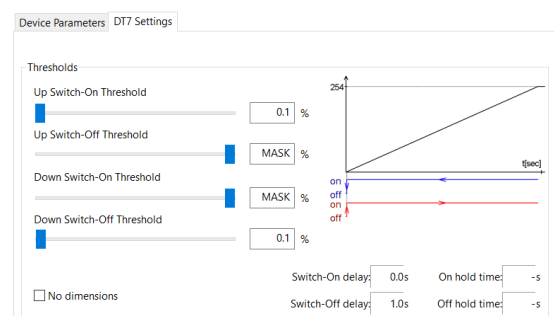 Device Parameters DT7 Settings
Thresholds
Up Switch-On Threshold
0.1 %
Up Switch-Off Threshold
MASK %
Down Switch-On Threshold
MASK %
Down Switch-Off Threshold
0.1 %
254
t[sec]
on
off
on
off
Switch-On delay: 0.0s On hold time: -s
No dimensions
Switch-Off delay: 1.0s Off hold time: -s